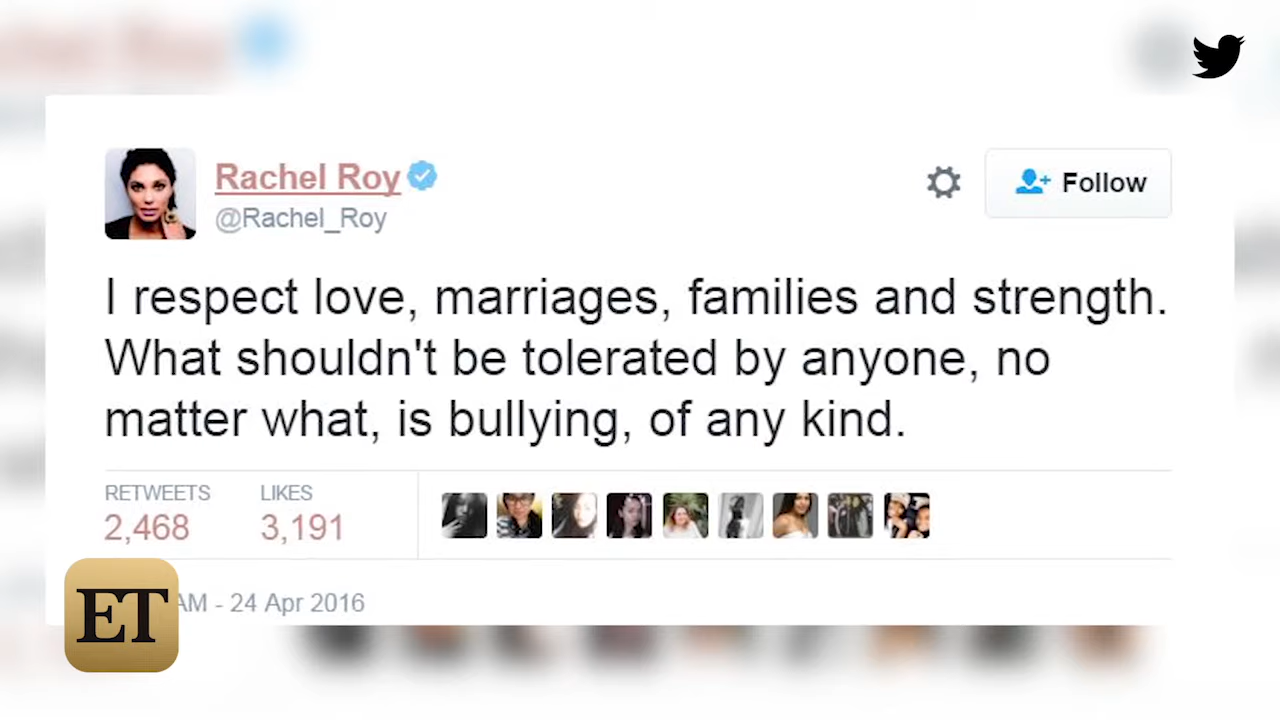 Rachel Roy
@Rachel_Roy
Follow
I respect love, marriages, families and strength.
What shouldn't be tolerated by anyone, no
matter what, is bullying, of any kind.
RETWEETS LIKES
2,468 3,191
ET
AM - 24 Apr 2016